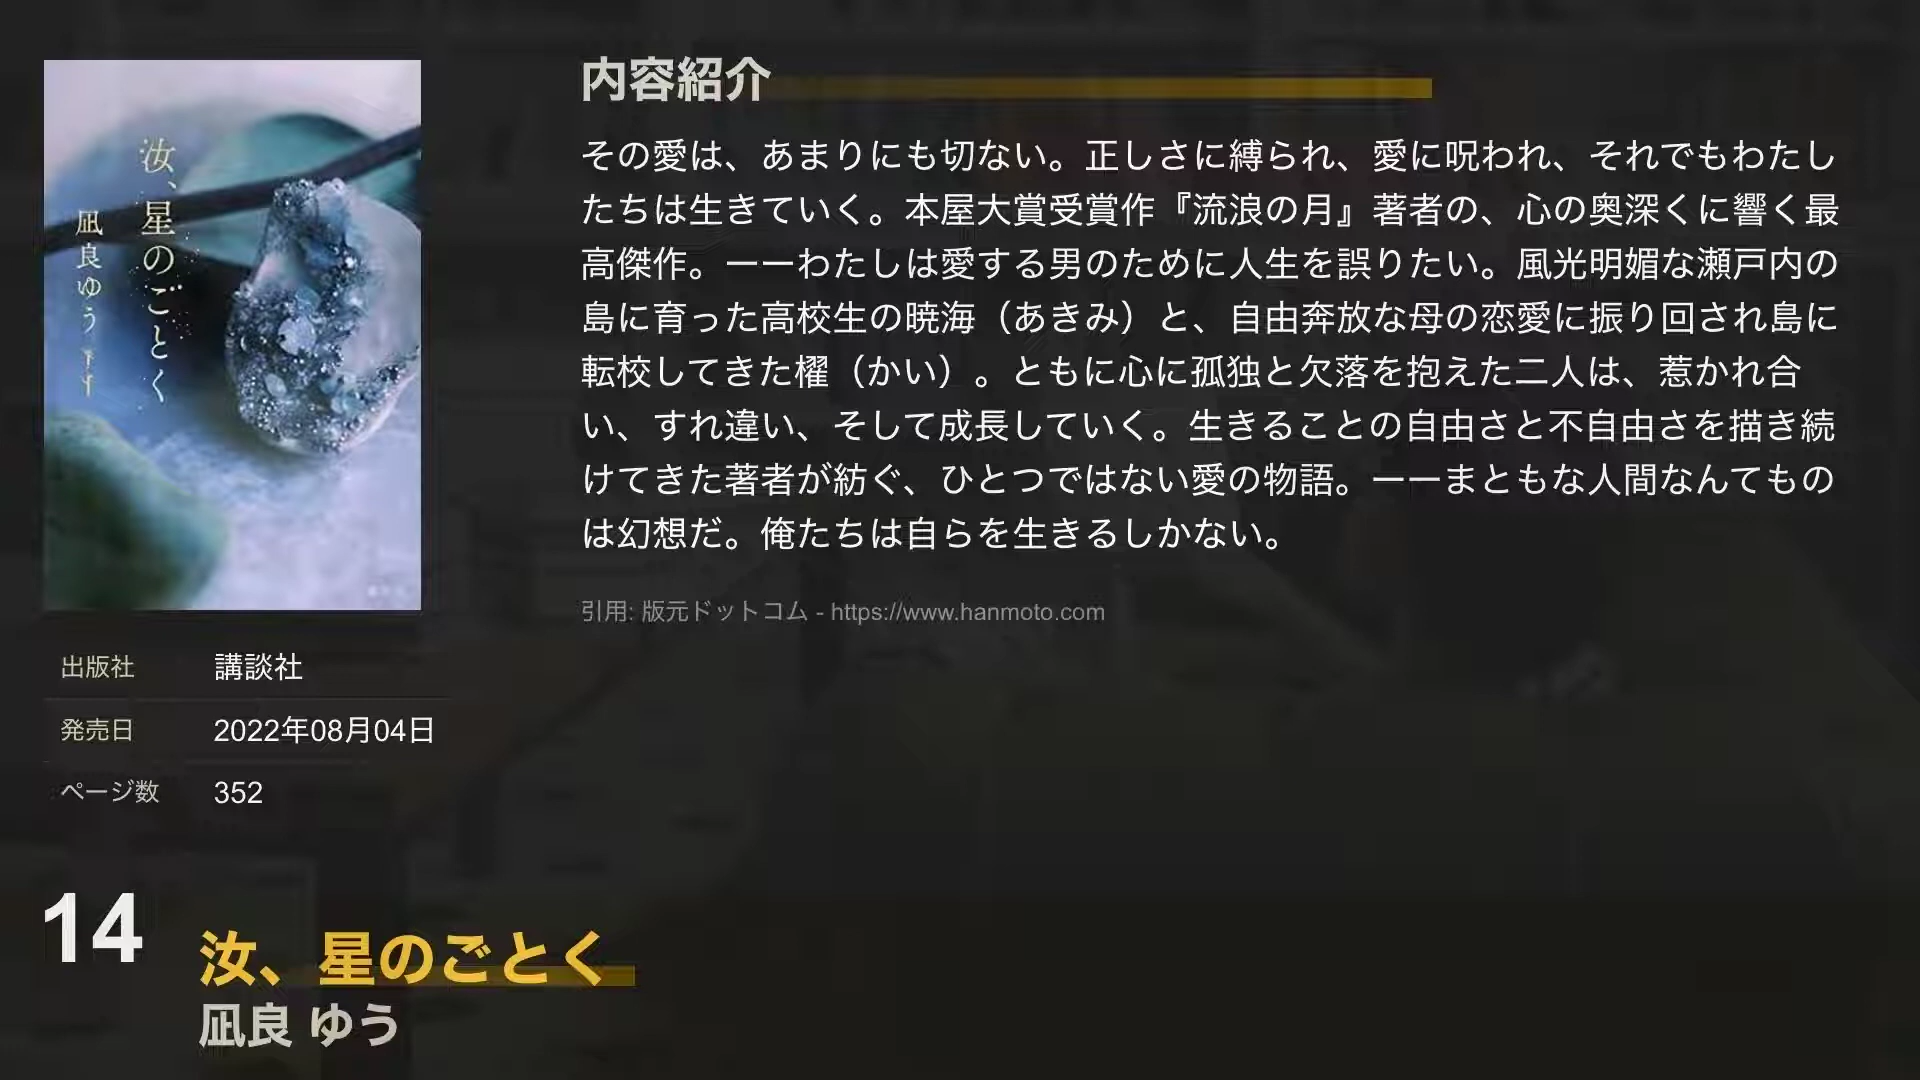 汝、星のごとく
凪良ゆう
内容紹介
その愛は、あまりにも切ない。正しさに縛られ、愛に呪われ、それでもわたし
たちは生きていく。本屋大賞受賞作『流浪の月』著者の、心の奥深くに響く最
高傑作。ーーわたしは愛する男のために人生を誤りたい。風光明媚な瀬戸内の
島に育った高校生の暁海（あきみ）と、自由奔放な母の恋愛に振り回され島に
転校してきた櫂（かい）。ともに心に孤独と欠落を抱えた二人は、惹かれ合
い、すれ違い、そして成長していく。生きることの自由さと不自由さを描き続
けてきた著者が紡ぐ、ひとつではない愛の物語。ーーまともな人間なんてもの
は幻想だ。俺たちは自らを生きるしかない。
引用: 版元ドットコム - https://www.hanmoto.com
出版社 講談社
発売日 2022年08月04日
ページ数 352
14
汝、星のごとく
凪良 ゆう